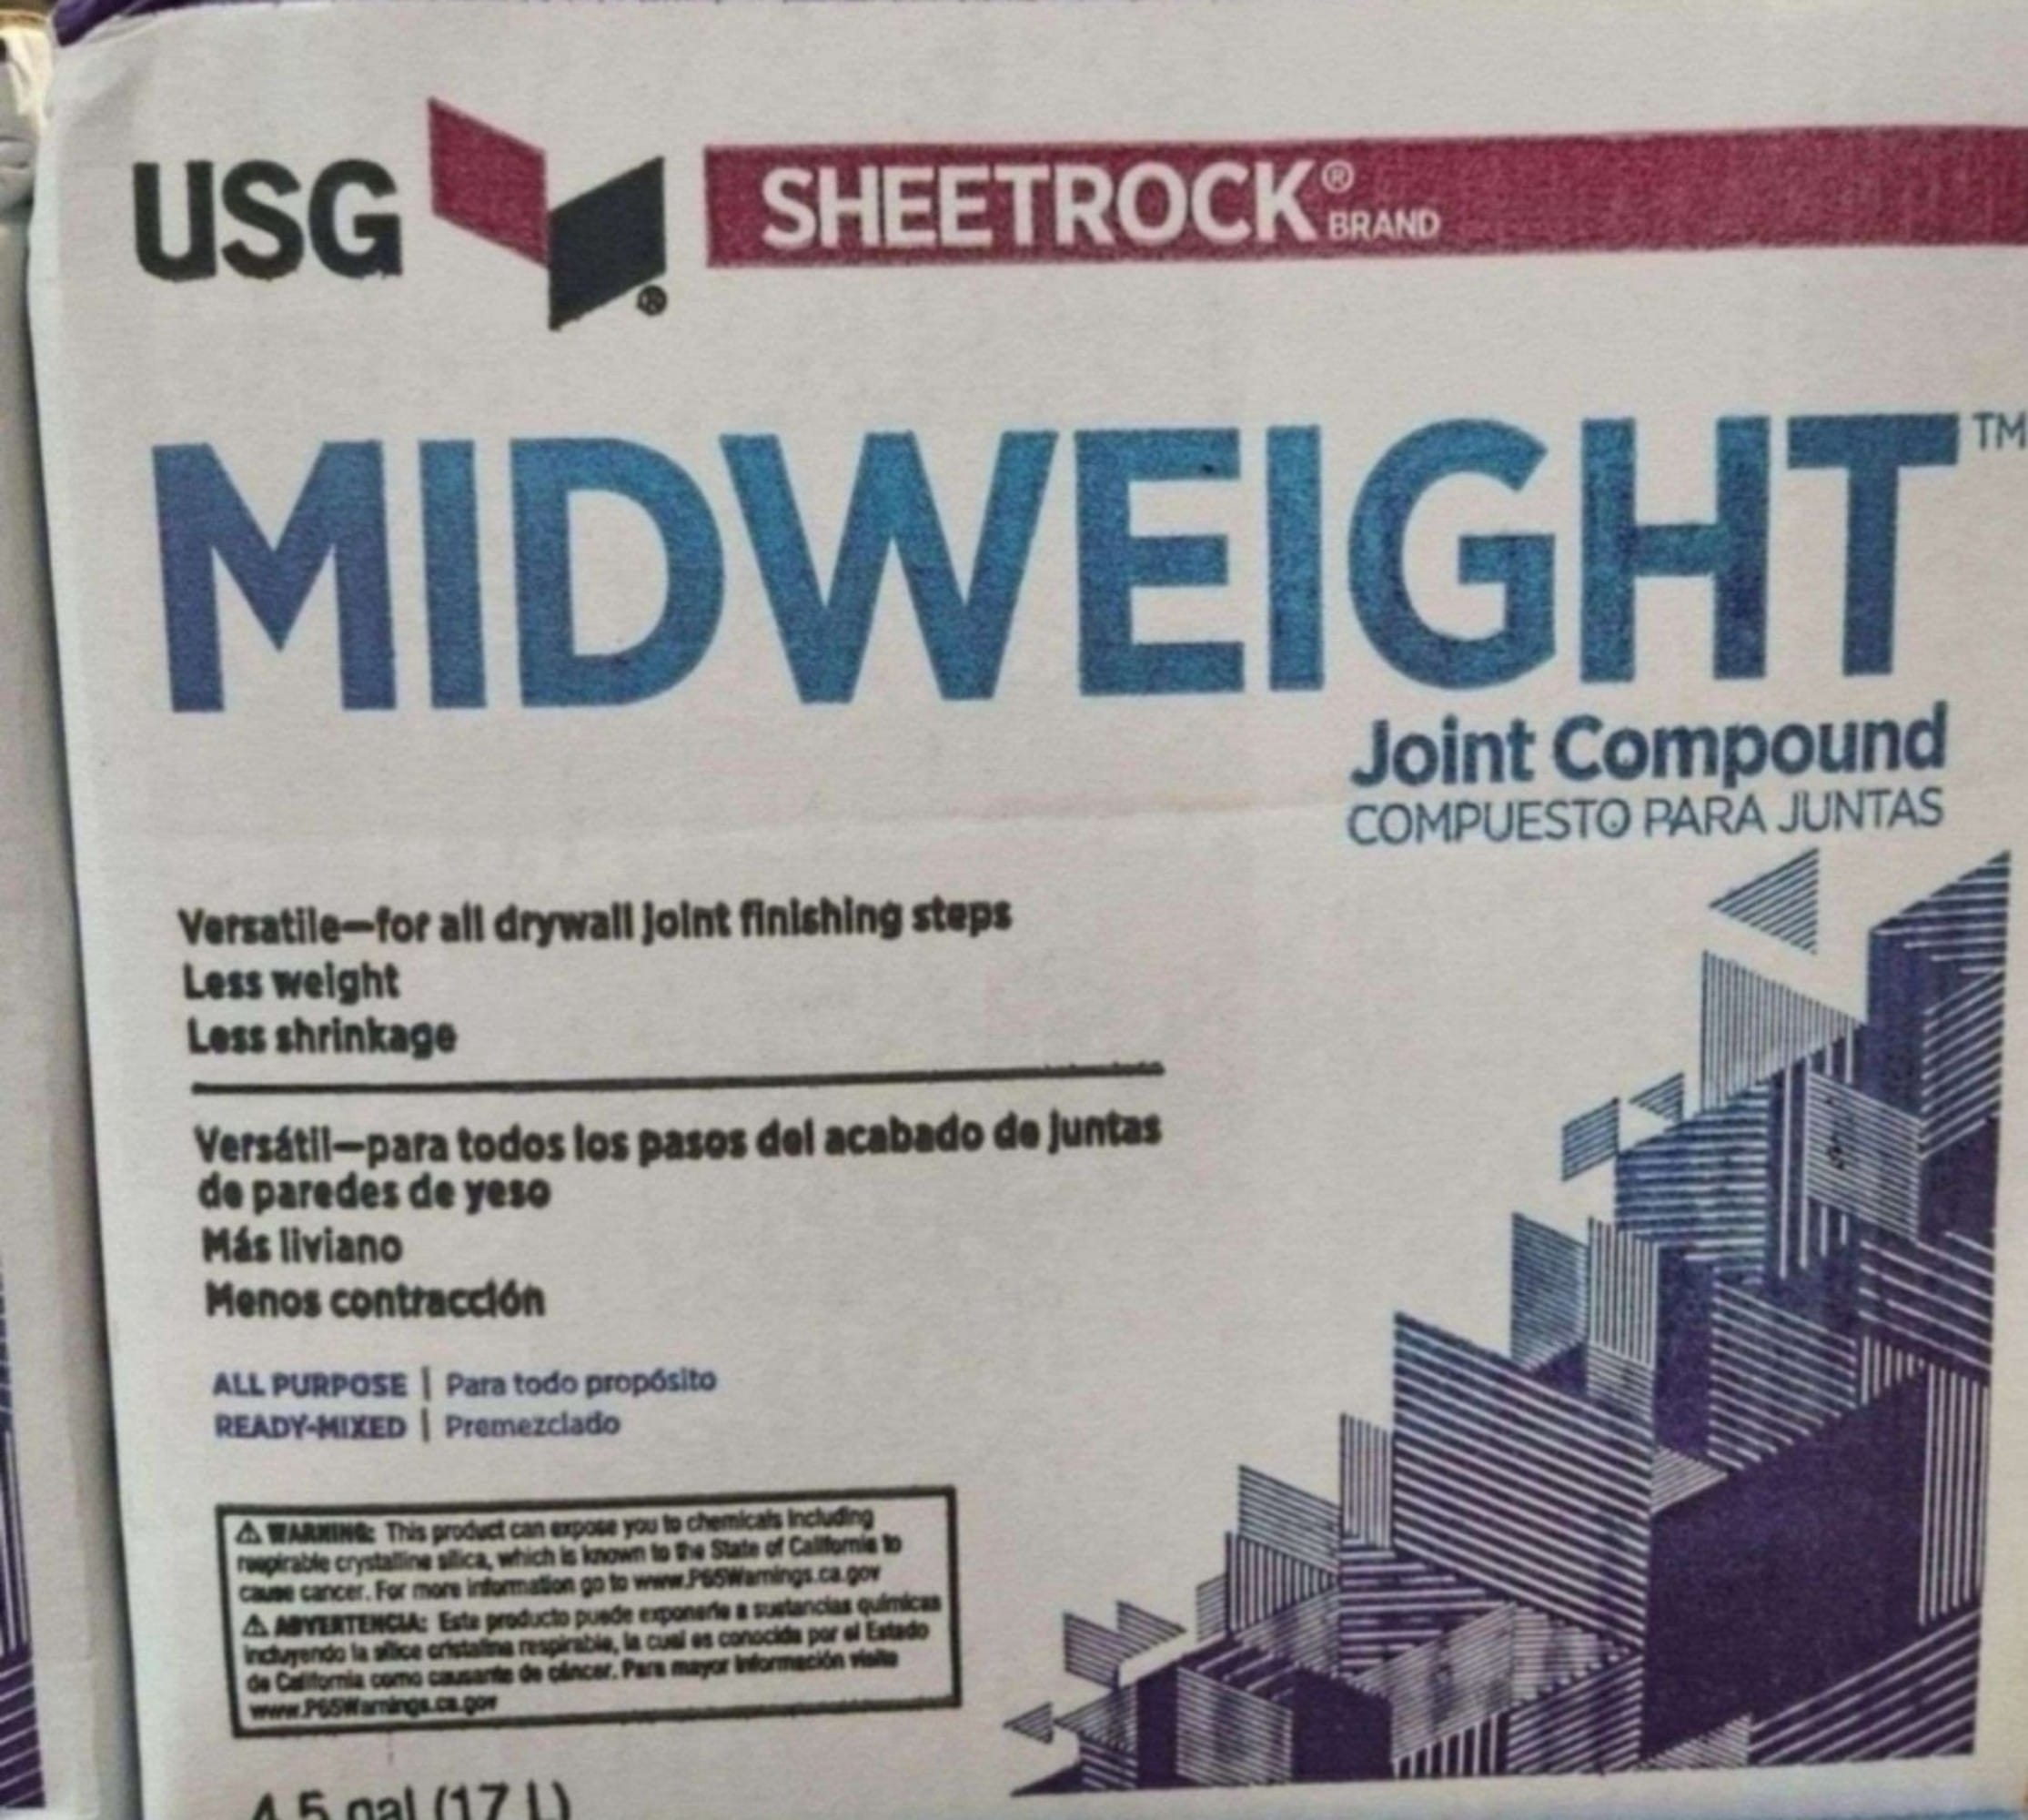 USG ® SHEETROCK® BRAND
MIDWEIGHT™
Joint Compound
COMPUESTO PARA JUNTAS
Versatile—for all drywall joint finishing steps
Less weight
Less shrinkage
Versátil—para todos los pasos del acabado de juntas
de paredes de yeso
Más liviano
Menos contracción
ALL PURPOSE | Para todo propósito
READY-MIXED | Premezclado
⚠ WARNING: This product can expose you to chemicals including
respirable crystalline silica, which is known to the State of California to
cause cancer. For more information go to www.P65Warnings.ca.gov
⚠ ADVERTENCIA: Este producto puede exponerle a sustancias químicas
incluyendo la sílice cristalina respirable, la cual es conocida por el Estado
de California como causante de cáncer. Para mayor información visite
www.P65Warnings.ca.gov
4.5 gal (17 L)